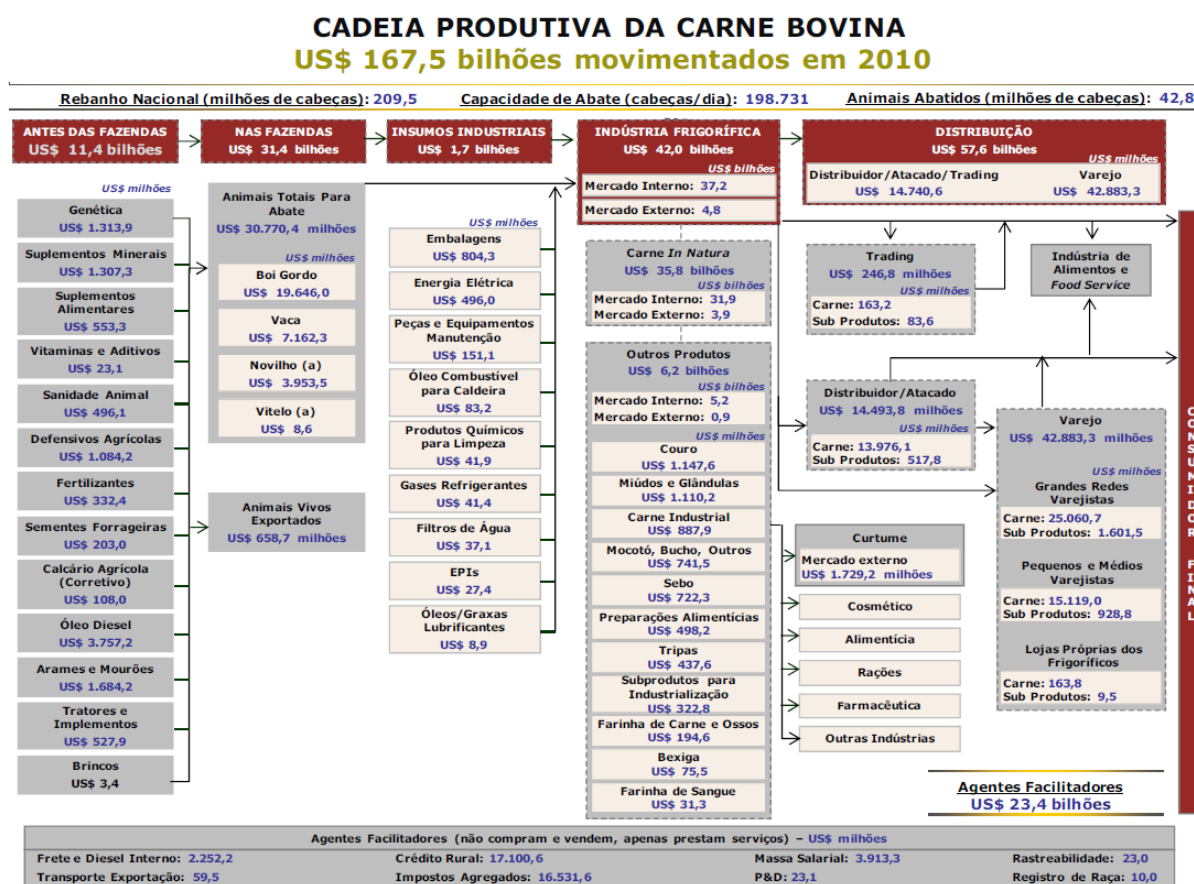 CADEIA PRODUTIVA DA CARNE BOVINA
US$ 167,5 bilhões movimentados em 2010
Rebanho Nacional (milhões de cabeças): 209,5 Capacidade de Abate (cabeças/dia): 198.731 Animais Abatidos (milhões de cabeças): 42,8
ANTES DAS FAZENDAS
US$ 11,4 bilhões
NAS FAZENDAS
US$ 31,4 bilhões
INSUMOS INDUSTRIAIS
US$ 1,7 bilhões
INDÚSTRIA FRIGORÍFICA
US$ 42,0 bilhões
US$ bilhões
Mercado Interno: 37,2
Mercado Externo: 4,8
DISTRIBUIÇÃO
US$ 57,6 bilhões
US$ milhões
Distribuidor/Atacado/Trading Varejo
US$ 14.740,6 US$ 42.883,3
US$ milhões
Genética
US$ 1.313,9
Suplementos Minerais
US$ 1.307,3
Suplementos
Alimentares
US$ 553,3
Vitaminas e Aditivos
US$ 23,1
Sanidade Animal
US$ 496,1
Defensivos Agrícolas
US$ 1.084,2
Fertilizantes
US$ 332,4
Sementes Forrageiras
US$ 203,0
Calcário Agrícola
(Corretivo)
US$ 108,0
Óleo Diesel
US$ 3.757,2
Arames e Mourões
US$ 1.684,2
Tratores e
Implementos
US$ 527,9
Brincos
US$ 3,4
Animais Totais Para
Abate
US$ 30.770,4 milhões
US$ milhões
Boi Gordo
US$ 19.646,0
Vaca
US$ 7.162,3
Novilho (a)
US$ 3.953,5
Vitelo (a)
US$ 8,6
Animais Vivos
Exportados
US$ 658,7 milhões
US$ milhões
Embalagens
US$ 804,3
Energia Elétrica
US$ 496,0
Peças e Equipamentos
Manutenção
US$ 151,1
Óleo Combustível
para Caldeira
US$ 83,2
Produtos Químicos
para Limpeza
US$ 41,9
Gases Refrigerantes
US$ 41,4
Filtros de Água
US$ 37,1
EPIs
US$ 27,4
Óleos/Graxas
Lubrificantes
US$ 8,9
Carne In Natura
US$ 35,8 bilhões
US$ bilhões
Mercado Interno: 31,9
Mercado Externo: 3,9
Outros Produtos
US$ 6,2 bilhões
US$ bilhões
Mercado Interno: 5,2
Mercado Externo: 0,9
US$ milhões
Couro
US$ 1.147,6
Miúdos e Glândulas
US$ 1.110,2
Carne Industrial
US$ 887,9
Mocotó, Bucho, Outros
US$ 741,5
Sebo
US$ 722,3
Preparações Alimentícias
US$ 498,2
Tripas
US$ 437,6
Subprodutos para
Industrialização
US$ 322,8
Farinha de Carne e Ossos
US$ 194,6
Bexiga
US$ 75,5
Farinha de Sangue
US$ 31,3
Trading
US$ 246,8 milhões
US$ milhões
Carne: 163,2
Sub Produtos: 83,6
Indústria de
Alimentos e
Food Service
Distribuidor/Atacado
US$ 14.493,8 milhões
US$ milhões
Carne: 13.976,1
Sub Produtos: 517,8
Curtume
Mercado externo
US$ 1.729,2 milhões
Cosmético
Alimentícia
Rações
Farmacêutica
Outras Indústrias
Varejo
US$ 42.883,3 milhões
US$ milhões
Grandes Redes
Varejistas
Carne: 25.060,7
Sub Produtos: 1.601,5
Pequenos e Médios
Varejistas
Carne: 15.119,0
Sub Produtos: 928,8
Lojas Próprias dos
Frigoríficos
Carne: 163,8
Sub Produtos: 9,5
CONSUMIDOR FINAL
Agentes Facilitadores
US$ 23,4 bilhões
Agentes Facilitadores (não compram e vendem, apenas prestam serviços) – US$ milhões
Frete e Diesel Interno: 2.252,2 Crédito Rural: 17.100,6 Massa Salarial: 3.913,3 Rastreabilidade: 23,0
Transporte Exportação: 59,5 Impostos Agregados: 16.531,6 P&D: 23,1 Registro de Raça: 10,0